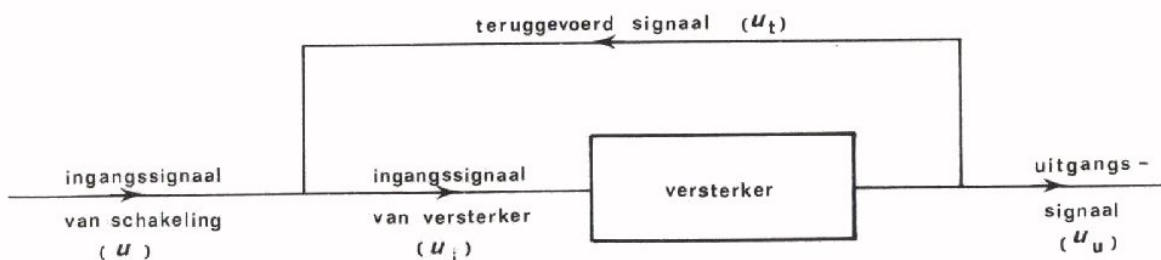 teruggevoerd signaal (u_t)
ingangssignaal
van schakeling
(u)
ingangssignaal
van versterker
(u_i)
versterker
uitgangs-
signaal
(u_u)